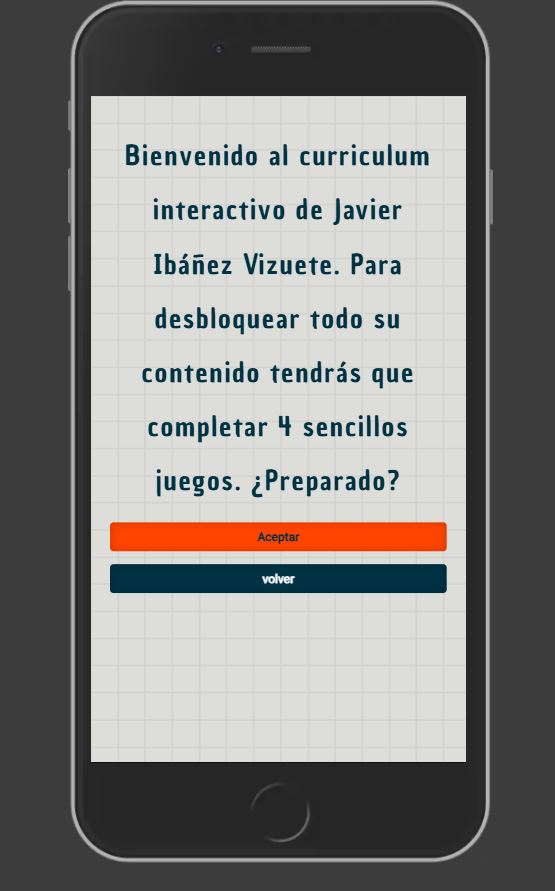 Bienvenido al curriculum
interactivo de Javier
Ibáñez Vizuete. Para
desbloquear todo su
contenido tendrás que
completar 4 sencillos
juegos. ¿Preparado?
Aceptar
volver